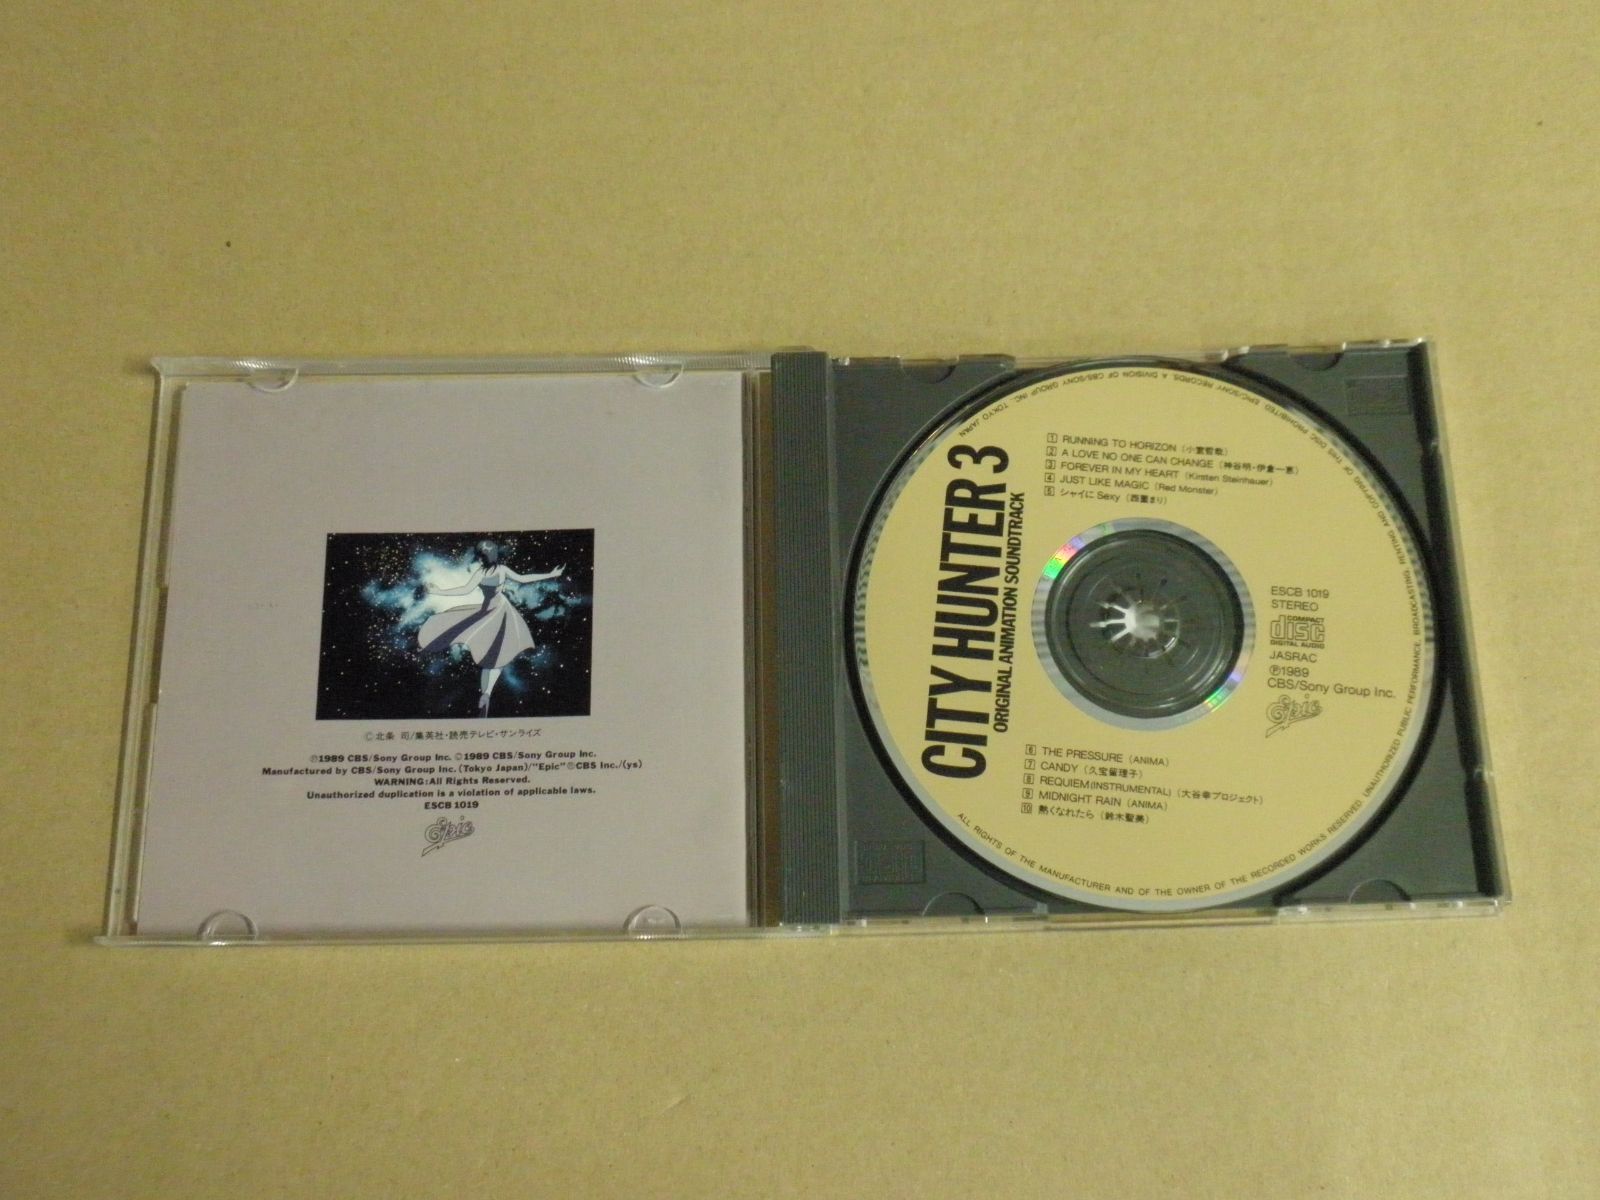 ©北条 司/集英社・読売テレビ・サンライズ
℗1989 CBS/Sony Group Inc. ©1989 CBS/Sony Group Inc.
Manufactured by CBS/Sony Group Inc. (Tokyo Japan)/"Epic"®CBS Inc./(ys)
WARNING: All Rights Reserved.
Unauthorized duplication is a violation of applicable laws.
ESCB 1019
Epic
CITY HUNTER 3
ORIGINAL ANIMATION SOUNDTRACK
1 RUNNING TO HORIZON (小室哲哉)
2 A LOVE NO ONE CAN CHANGE (神谷明・伊倉一恵)
3 FOREVER IN MY HEART (Kirsten Steinhauer)
4 JUST LIKE MAGIC (Red Monster)
5 シャイに Sexy (西薗まり)
ESCB 1019
STEREO
COMPACT
disc
DIGITAL AUDIO
JASRAC
℗1989
CBS/Sony Group Inc.
Epic
6 THE PRESSURE (ANIMA)
7 CANDY (久宝留理子)
8 REQUIEM (INSTRUMENTAL) (大谷幸プロジェクト)
9 MIDNIGHT RAIN (ANIMA)
10 熱くなれたら (鈴木聖美)
ALL RIGHTS OF THE MANUFACTURER AND OF THE OWNER OF THE RECORDED WORKS RESERVED. UNAUTHORIZED PUBLIC PERFORMANCE, BROADCASTING, RENTING AND COPYING OF THIS DISC PROHIBITED. EPIC/SONY RECORDS, A DIVISION OF CBS/SONY GROUP INC., TOKYO JAPAN